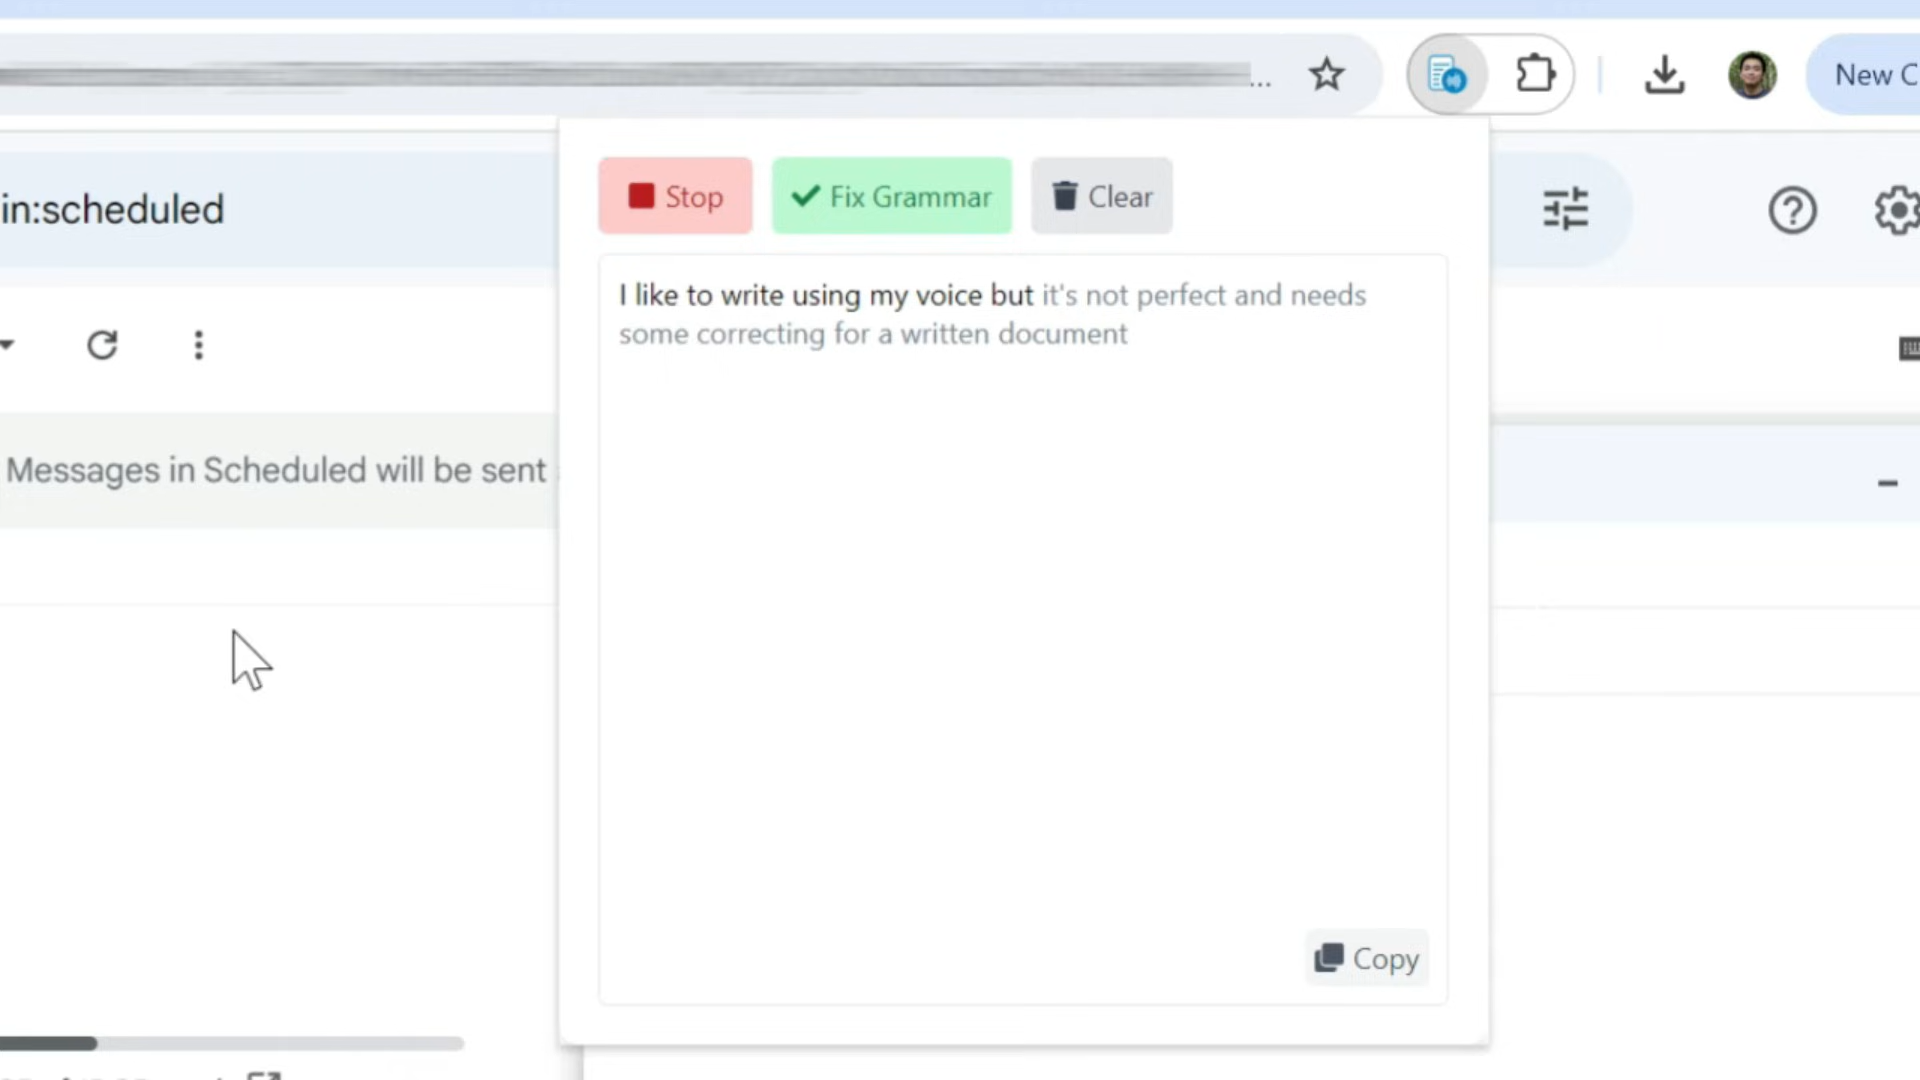 ...
New C
in:scheduled
Stop
Fix Grammar
Clear
I like to write using my voice but it's not perfect and needs
some correcting for a written document
Messages in Scheduled will be sent
Copy